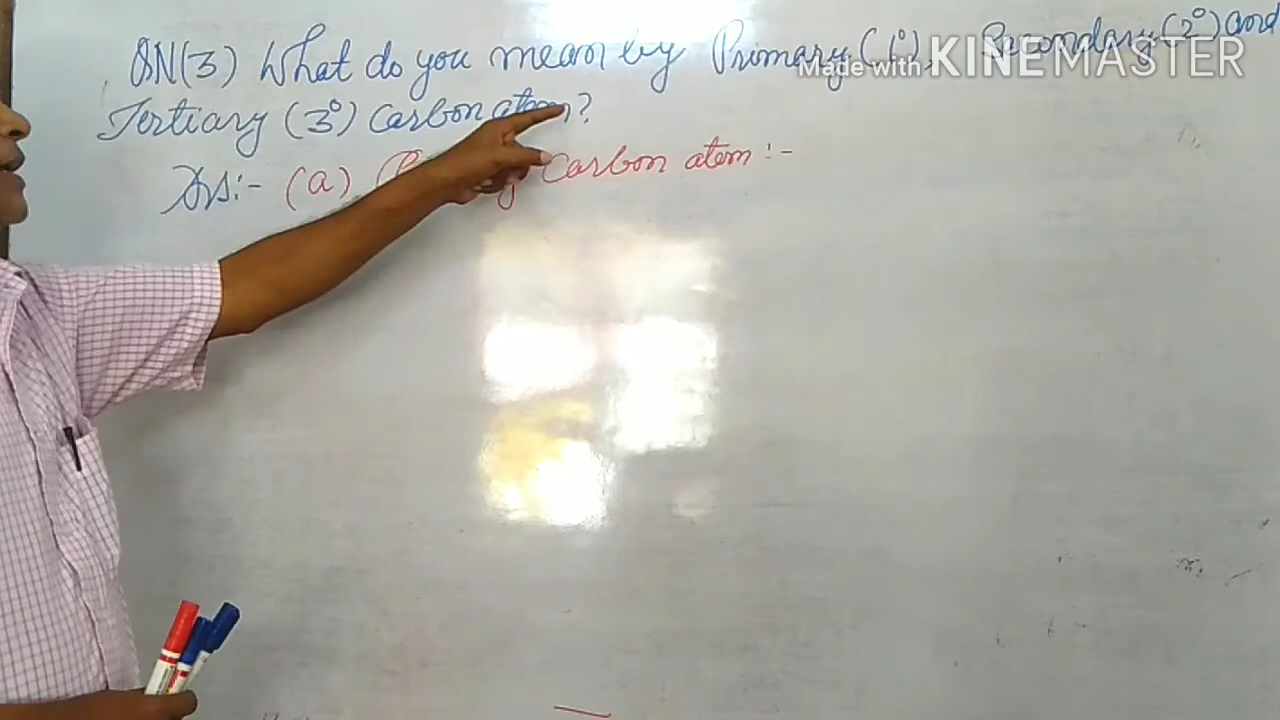 QN(3) What do you mean by Primary (1°), Secondary (2°) and
Tertiary (3°) Carbon atom?
Ans:- (a) Carbon atom :-
Made with KINEMASTER